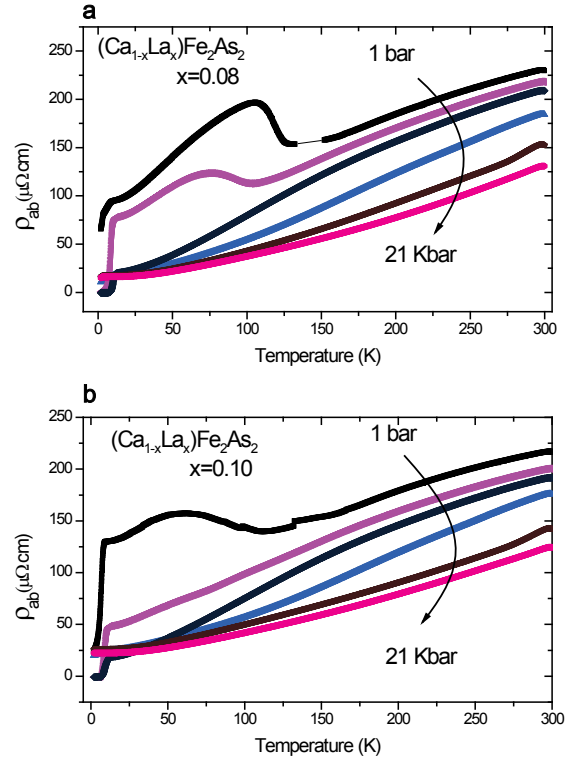 a
(Ca₁₋ₓLaₓ)Fe₂As₂
x=0.08
1 bar
21 Kbar
250
200
150
100
50
0
ρab(μΩcm)
0 50 100 150 200 250 300
Temperature (K)
b
(Ca₁₋ₓLaₓ)Fe₂As₂
x=0.10
1 bar
21 Kbar
250
200
150
100
50
0
ρab(μΩcm)
0 50 100 150 200 250 300
Temperature (K)